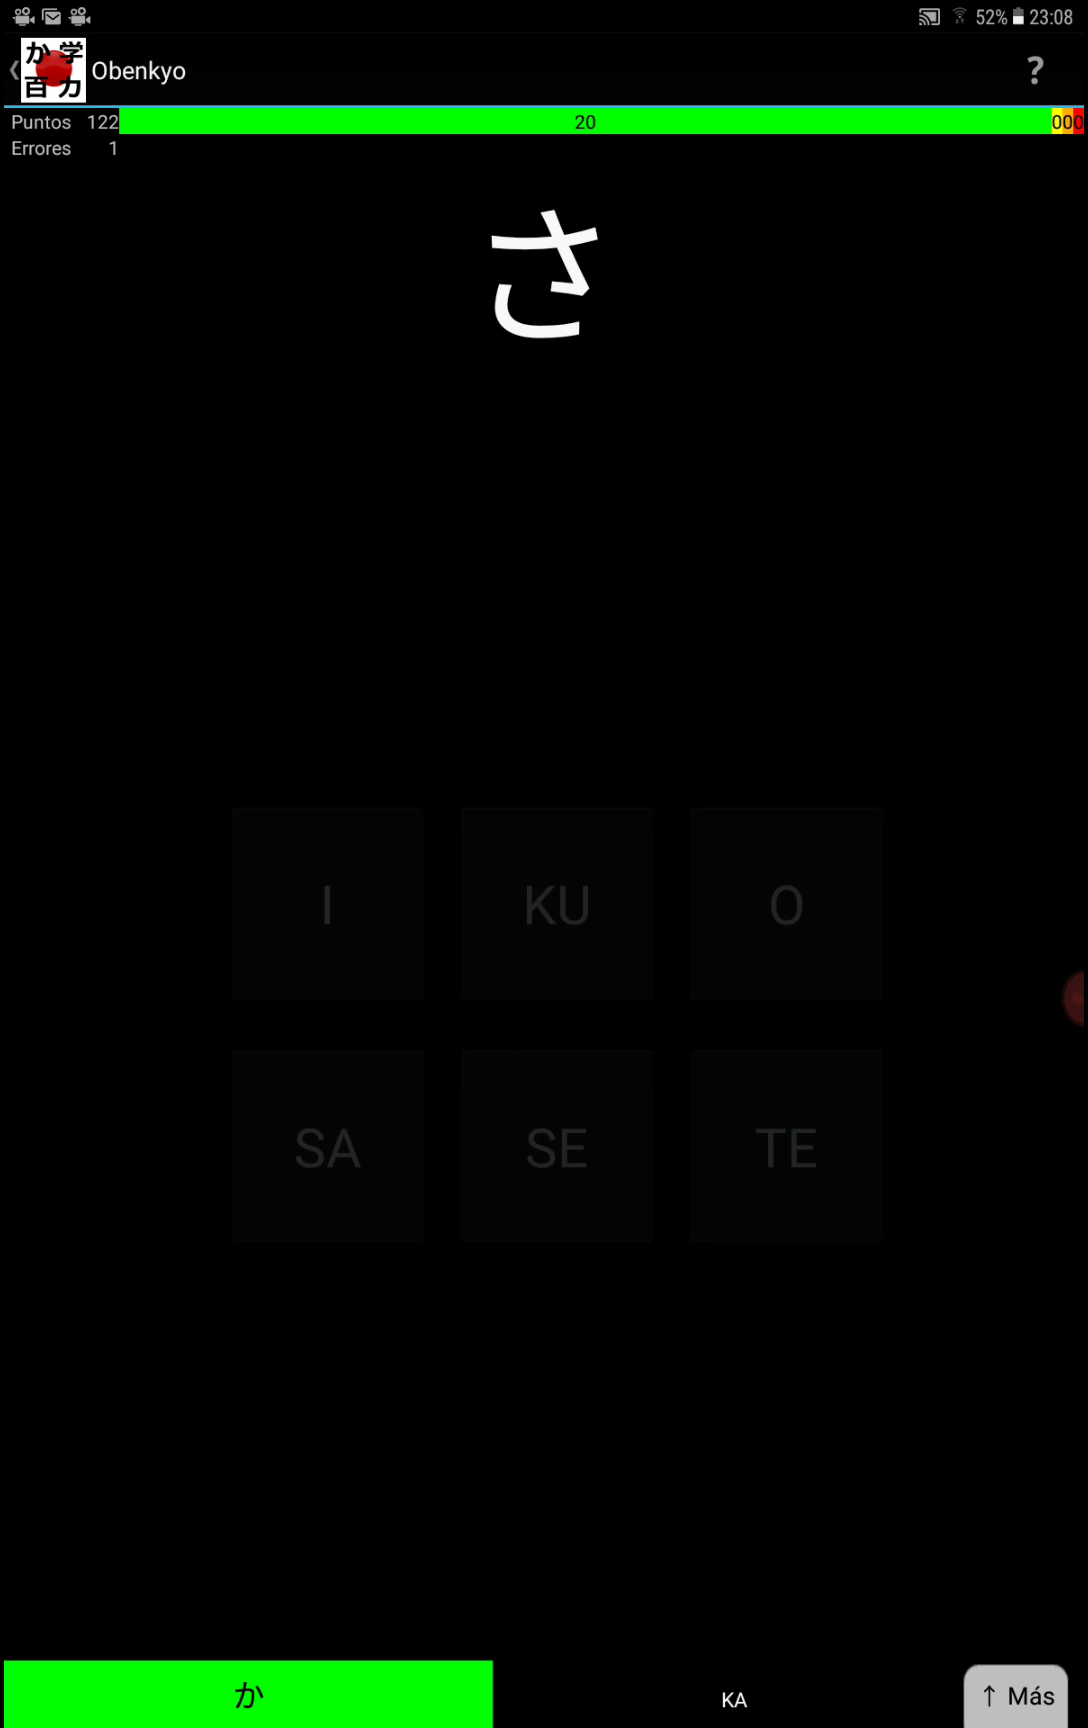 52% 23:08
か学
百力
Obenkyo
?
Puntos 122 20 000
Errores 1
さ
I KU O
SA SE TE
か KA ↑ Más